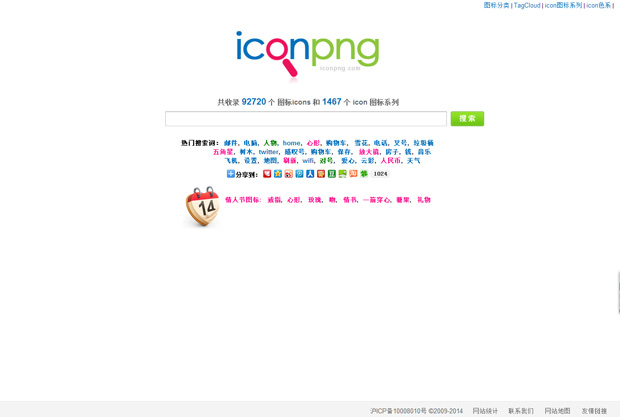 图标分类 | TagCloud | icon图标系列 | icon色系 |
iconpng
iconpng.com
共收录 92720 个 图标icons 和 1467 个 icon 图标系列
搜 索
热门搜索词: 邮件, 电脑, 人物, home, 心形, 购物车, 雪花, 电话, 叉号, 垃圾桶
五角星, 树木, twitter, 感叹号, 购物车, 保存, 放大镜, 房子, 锁, 音乐
飞机, 设置, 地图, 刷新, wifi, 对号, 爱心, 云彩, 人民币, 天气
分享到: 1024
14
情人节图标: 戒指, 心形, 玫瑰, 吻, 情书, 一箭穿心, 糖果, 礼物
沪ICP备10008010号 ©2009-2014 网站统计 联系我们 网站地图 友情链接